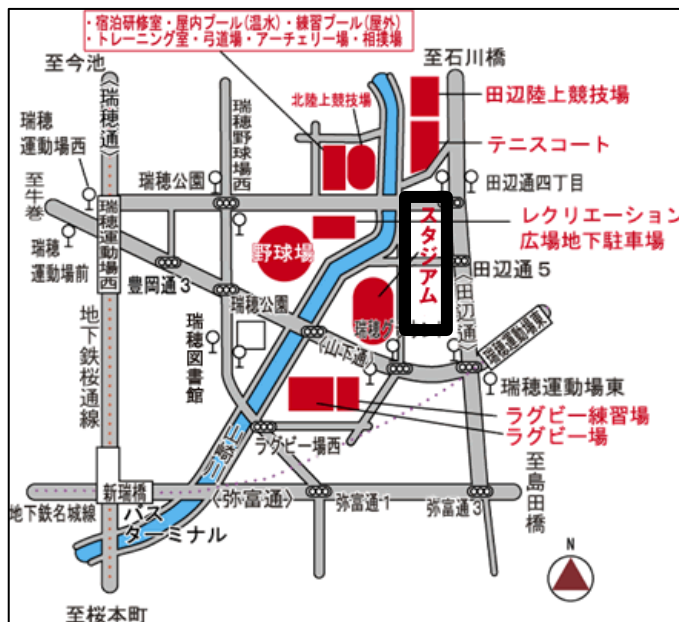 ・宿泊研修室・屋内プール(温水)・練習プール(屋外)
・トレーニング室・弓道場・アーチェリー場・相撲場
至今池
至石川橋
〈瑞穂通〉
瑞穂野球場西
北陸上競技場
田辺陸上競技場
テニスコート
瑞穂
運動場西
瑞穂公園
田辺通四丁目
至牛巻
瑞穂運動場西
スタジアム
レクリエーション
広場地下駐車場
野球場
瑞穂
運動場前
豊岡通3
田辺通5
瑞穂公園
〈田辺通〉
地下鉄桜通線
瑞穂図書館
〈山下通〉
瑞穂運動場東
瑞穂運動場東
ラグビー練習場
ラグビー場
ラグビー場西
山崎川
至島田橋
新瑞橋
地下鉄名城線
〈弥富通〉
弥富通1
弥富通3
バス
ターミナル
至桜本町
N